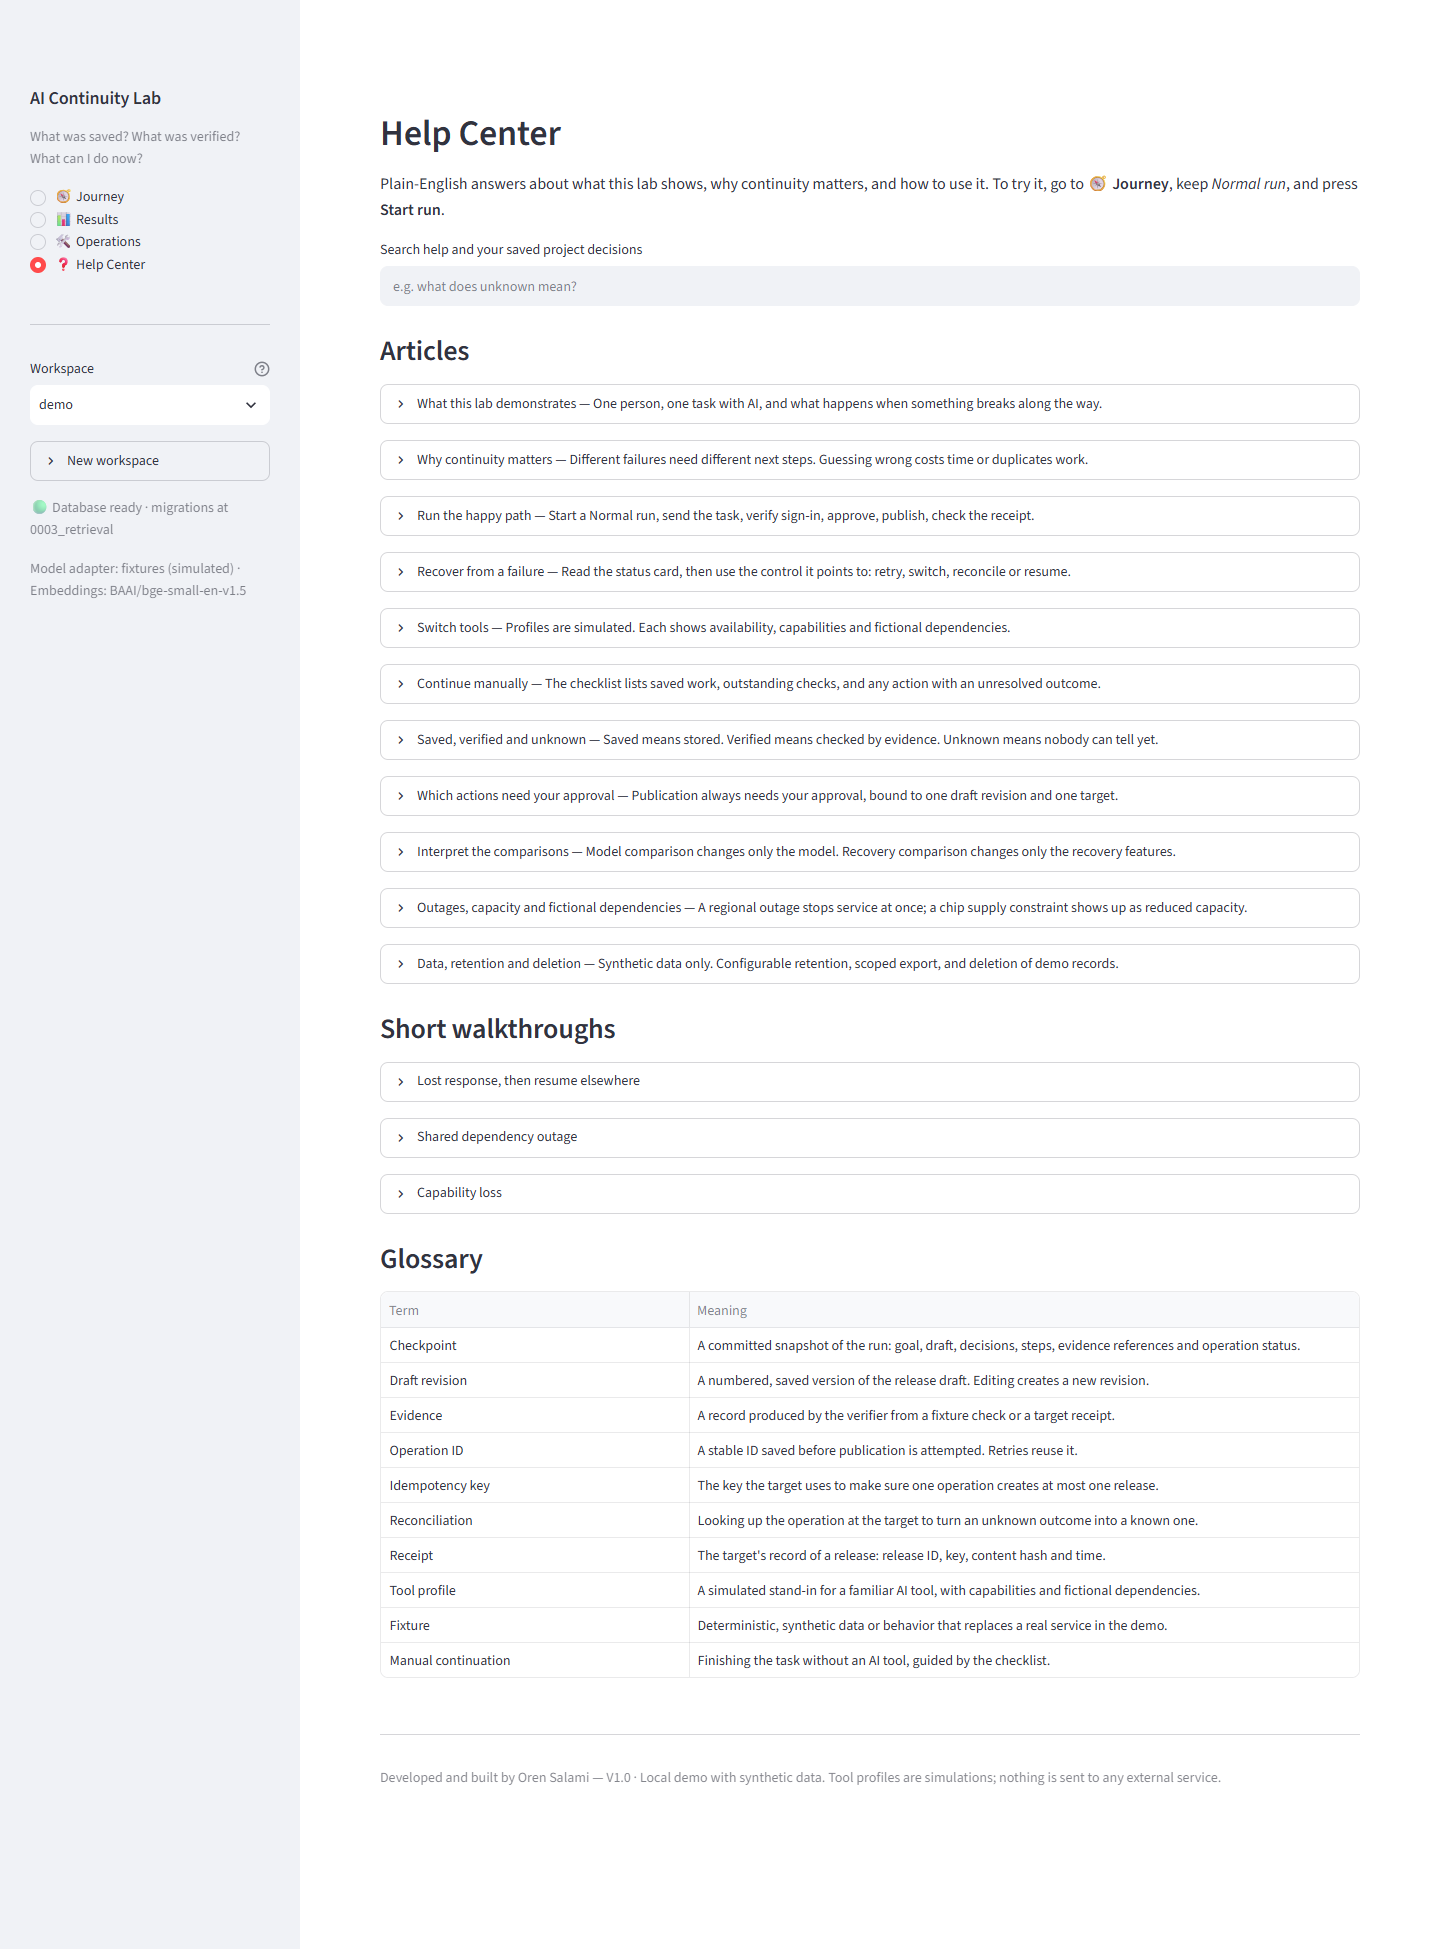 AI Continuity Lab
What was saved? What was verified?
What can I do now?
Journey
Results
Operations
Help Center
Workspace
demo
New workspace
Database ready · migrations at
0003_retrieval
Model adapter: fixtures (simulated) ·
Embeddings: BAAI/bge-small-en-v1.5
Help Center
Plain-English answers about what this lab shows, why continuity matters, and how to use it. To try it, go to Journey, keep Normal run, and press
Start run.
Search help and your saved project decisions
e.g. what does unknown mean?
Articles
What this lab demonstrates — One person, one task with AI, and what happens when something breaks along the way.
Why continuity matters — Different failures need different next steps. Guessing wrong costs time or duplicates work.
Run the happy path — Start a Normal run, send the task, verify sign-in, approve, publish, check the receipt.
Recover from a failure — Read the status card, then use the control it points to: retry, switch, reconcile or resume.
Switch tools — Profiles are simulated. Each shows availability, capabilities and fictional dependencies.
Continue manually — The checklist lists saved work, outstanding checks, and any action with an unresolved outcome.
Saved, verified and unknown — Saved means stored. Verified means checked by evidence. Unknown means nobody can tell yet.
Which actions need your approval — Publication always needs your approval, bound to one draft revision and one target.
Interpret the comparisons — Model comparison changes only the model. Recovery comparison changes only the recovery features.
Outages, capacity and fictional dependencies — A regional outage stops service at once; a chip supply constraint shows up as reduced capacity.
Data, retention and deletion — Synthetic data only. Configurable retention, scoped export, and deletion of demo records.
Short walkthroughs
Lost response, then resume elsewhere
Shared dependency outage
Capability loss
Glossary
Term Meaning
Checkpoint A committed snapshot of the run: goal, draft, decisions, steps, evidence references and operation status.
Draft revision A numbered, saved version of the release draft. Editing creates a new revision.
Evidence A record produced by the verifier from a fixture check or a target receipt.
Operation ID A stable ID saved before publication is attempted. Retries reuse it.
Idempotency key The key the target uses to make sure one operation creates at most one release.
Reconciliation Looking up the operation at the target to turn an unknown outcome into a known one.
Receipt The target's record of a release: release ID, key, content hash and time.
Tool profile A simulated stand-in for a familiar AI tool, with capabilities and fictional dependencies.
Fixture Deterministic, synthetic data or behavior that replaces a real service in the demo.
Manual continuation Finishing the task without an AI tool, guided by the checklist.
Developed and built by Oren Salami — V1.0 · Local demo with synthetic data. Tool profiles are simulations; nothing is sent to any external service.